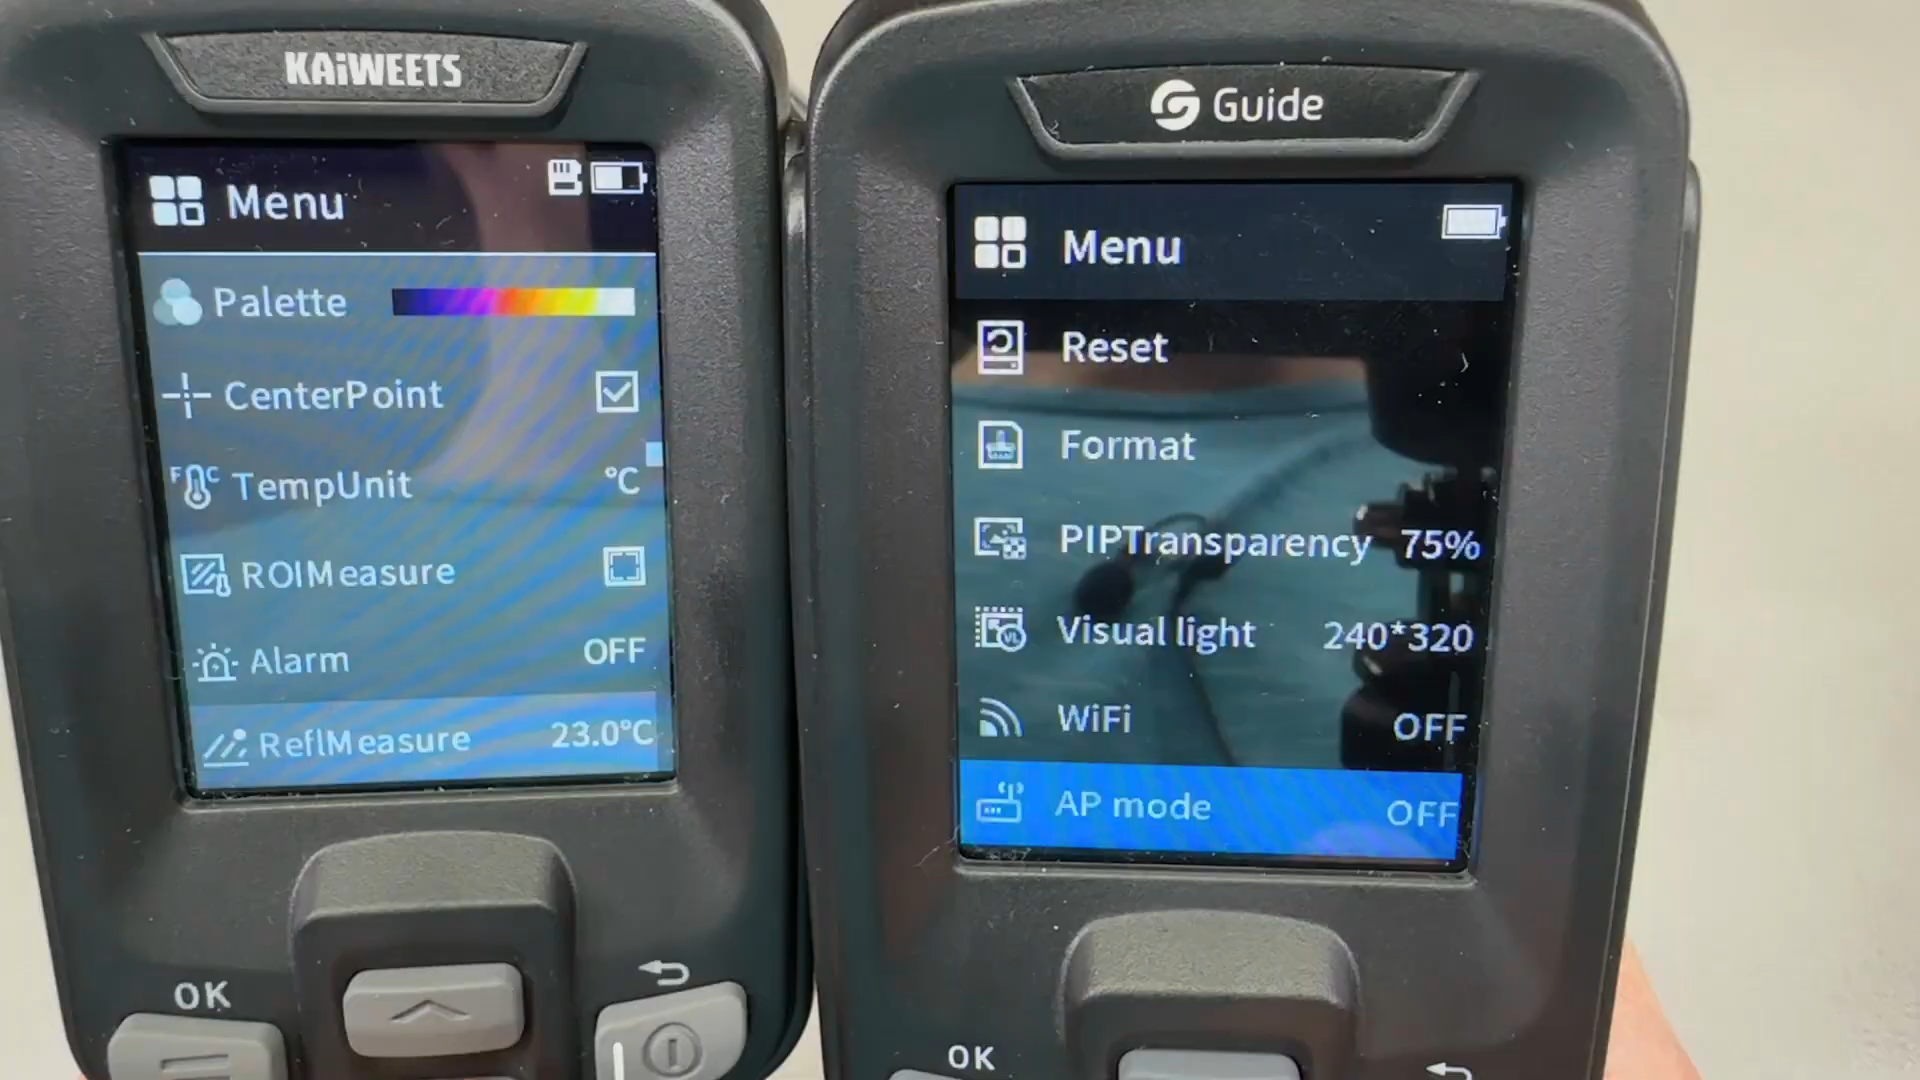 KAiWEETS
Menu
Palette
CenterPoint
F C TempUnit °C
ROIMeasure
Alarm OFF
ReflMeasure 23.0°C
OK
Guide
Menu
Reset
Format
PIPTransparency 75%
VL Visual light 240*320
WiFi OFF
AP mode OFF
OK